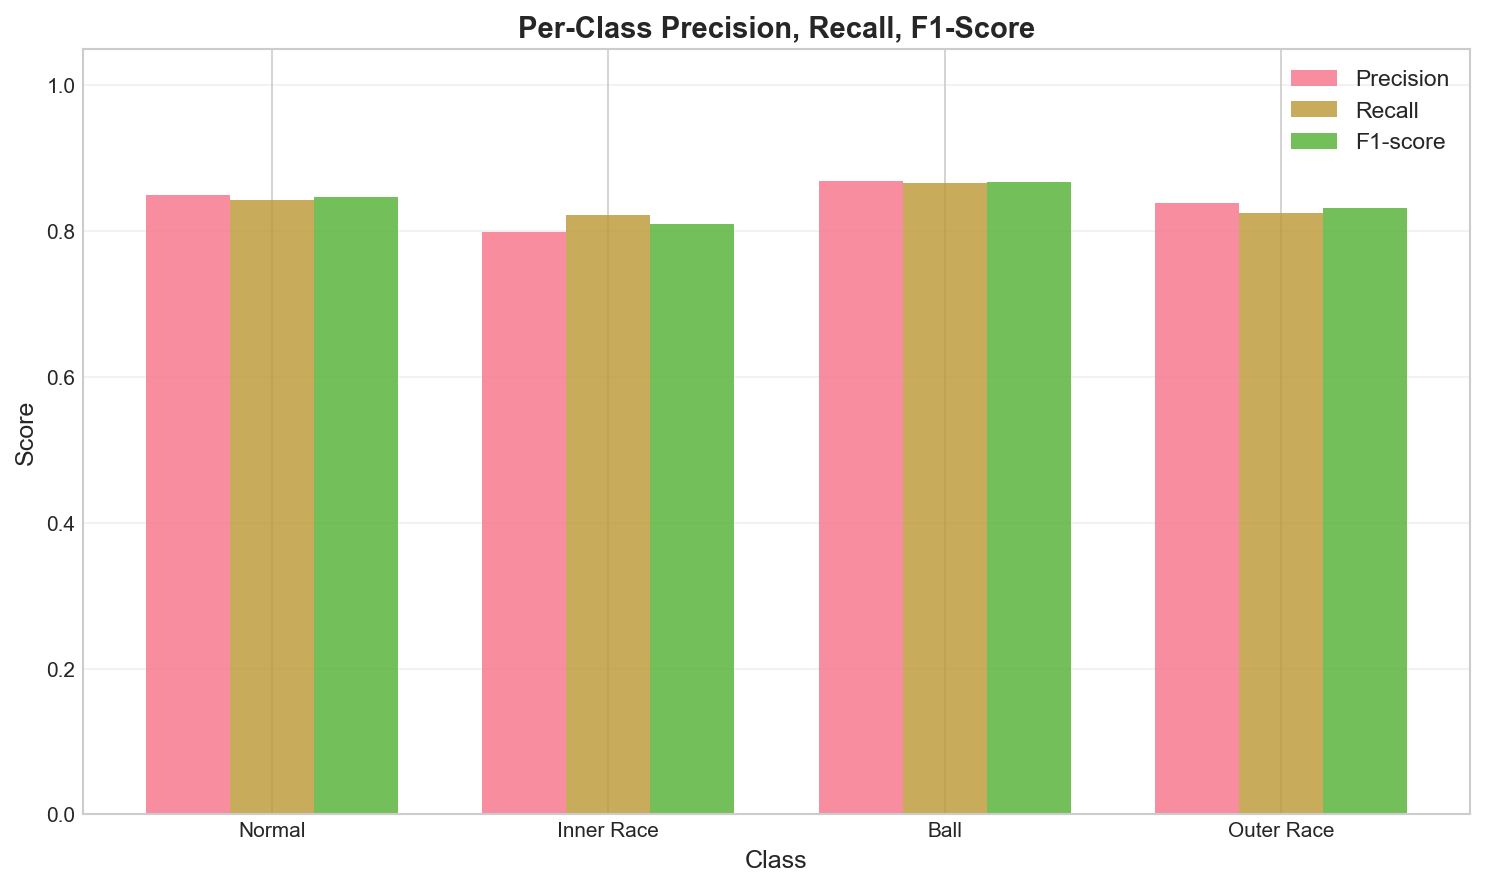 Per-Class Precision, Recall, F1-Score
Precision
Recall
F1-score
1.0
0.8
0.6
0.4
0.2
0.0
Score
Normal
Inner Race
Ball
Outer Race
Class